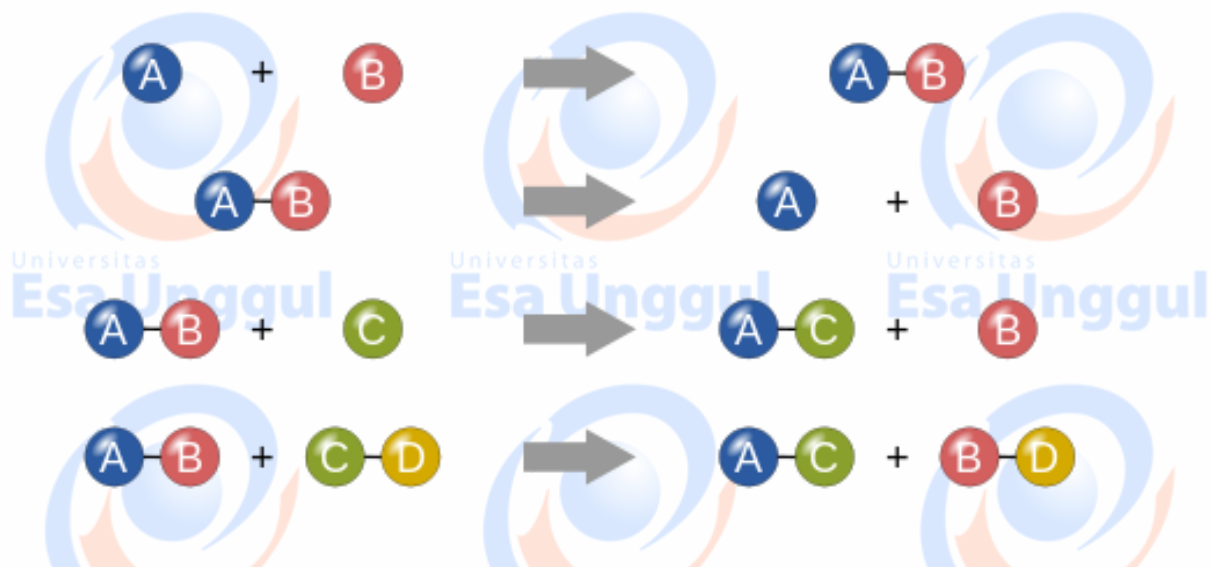 A + B A-B
A-B A + B
Universitas Universitas Universitas
Esa Unggul Esa Unggul Esa Unggul
A-B + C A-C + B
A-B + C-D A-C + B-D